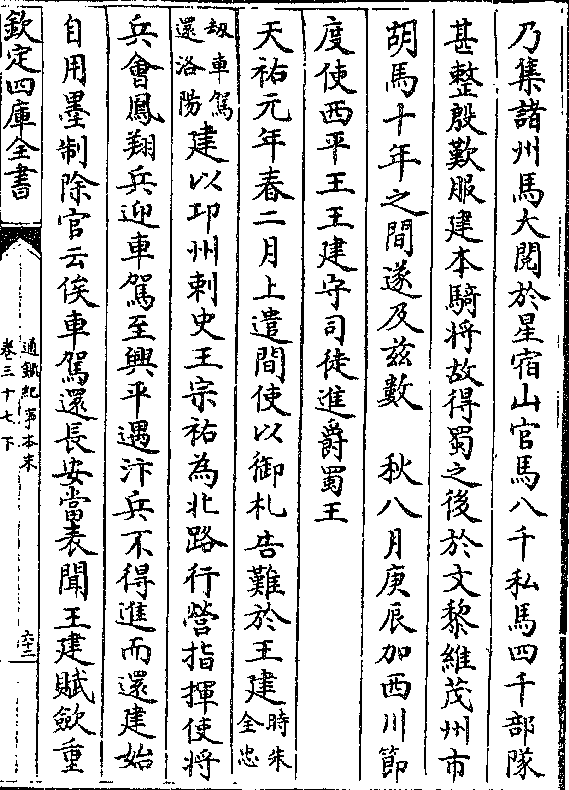 乃集諸州馬大閱於星宿山官馬八千私馬四千部隊
甚整殷歎服建本騎將故得蜀之後於文黎維茂州市
胡馬十年之間遂及茲數　秋八月庚辰加西川節
度使西平王王建守司徒進爵蜀王
天祐元年春二月上遣間使以御札告難於王建時朱全忠
劫車駕還洛陽建以邛州刺史王宗祐為北路行營指揮使將
兵會鳳翔兵迎車駕至興平遇汴兵不得進而還建始
自用墨制除官云俟車駕還長安當表聞王建賦歛重
欽定四庫全書
通鑑紀事本末
卷三十七下
六三